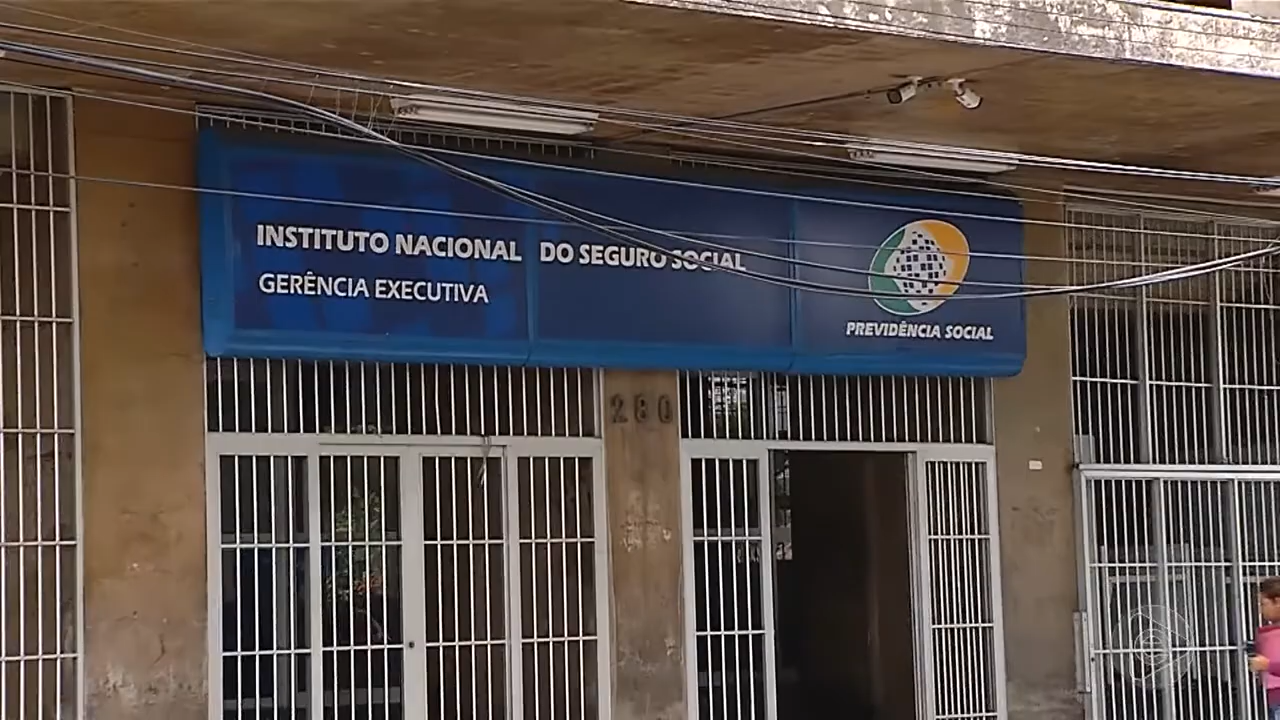 INSTITUTO NACIONAL DO SEGURO SOCIAL
GERÊNCIA EXECUTIVA
PREVIDÊNCIA SOCIAL
280